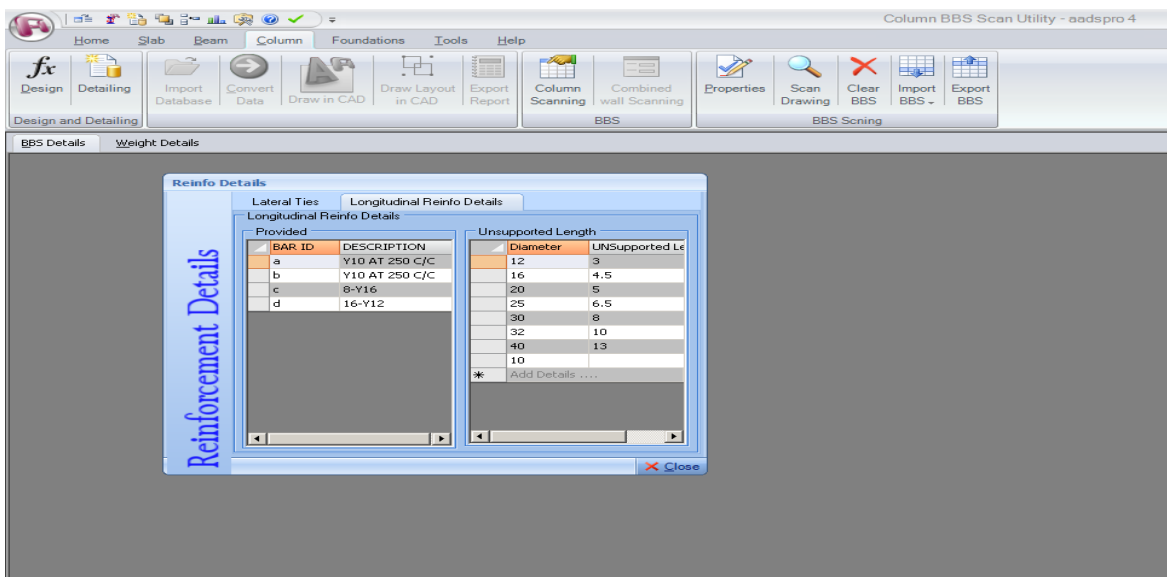 Column BBS Scan Utility - aadspro 4
Home Slab Beam Column Foundations Tools Help
fx
Design Detailing Import Database Convert Data Draw in CAD Draw Layout in CAD Export Report Column Scanning Combined wall Scanning Properties Scan Drawing Clear BBS Import BBS Export BBS
Design and Detailing BBS BBS Scning
BBS Details Weight Details
Reinfo Details
Reinforcement Details
Lateral Ties Longitudinal Reinfo Details
Longitudinal Reinfo Details
Provided Unsupported Length
BAR ID DESCRIPTION Diameter UNSupported Le
a Y10 AT 250 C/C 12 3
b Y10 AT 250 C/C 16 4.5
c 8-Y16 20 5
d 16-Y12 25 6.5
30 8
32 10
40 13
10
* Add Details ....
Close